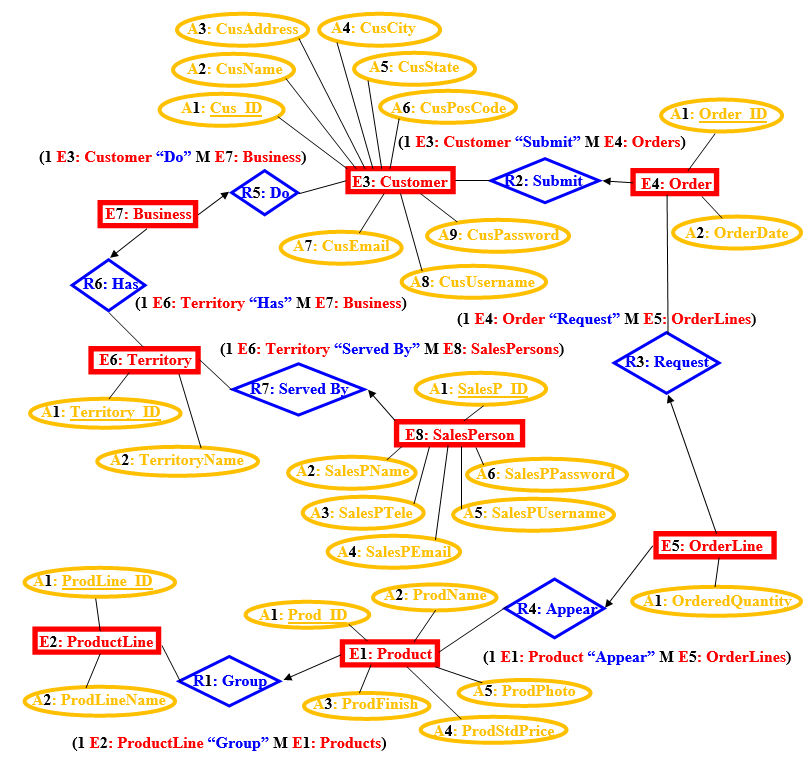 A3: CusAddress
A4: CusCity
A2: CusName
A5: CusState
A1: Cus_ID
A6: CusPosCode
A1: Order_ID
(1 E3: Customer “Submit” M E4: Orders)
(1 E3: Customer “Do” M E7: Business)
E3: Customer
R2: Submit
E4: Order
R5: Do
E7: Business
A7: CusEmail
A9: CusPassword
A2: OrderDate
A8: CusUsername
R6: Has
(1 E6: Territory “Has” M E7: Business)
(1 E4: Order “Request” M E5: OrderLines)
(1 E6: Territory “Served By” M E8: SalesPersons)
E6: Territory
R3: Request
R7: Served By
A1: SalesP_ID
A1: Territory_ID
E8: SalesPerson
A2: TerritoryName
A2: SalesPName
A6: SalesPPassword
A3: SalesPTele
A5: SalesPUsername
A4: SalesPEmail
E5: OrderLine
A1: ProdLine_ID
A2: ProdName
A1: OrderedQuantity
A1: Prod_ID
R4: Appear
E2: ProductLine
E1: Product
(1 E1: Product “Appear” M E5: OrderLines)
R1: Group
A5: ProdPhoto
A2: ProdLineName
A3: ProdFinish
A4: ProdStdPrice
(1 E2: ProductLine “Group” M E1: Products)